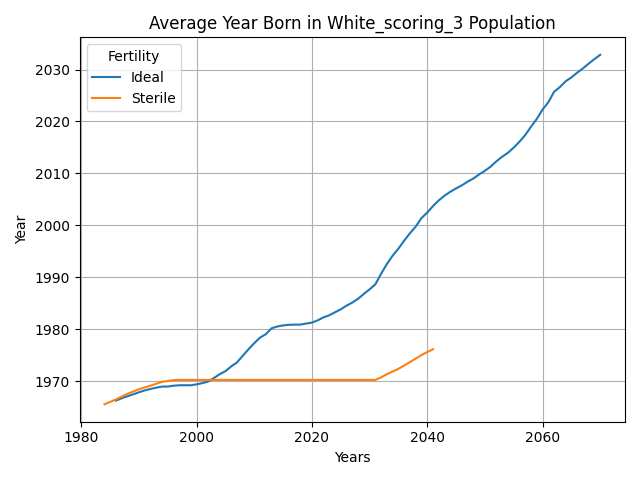 Average Year Born in White_scoring_3 Population
Fertility
Ideal
Sterile
2030
2020
2010
2000
1990
1980
1970
Year
1980 2000 2020 2040 2060
Years